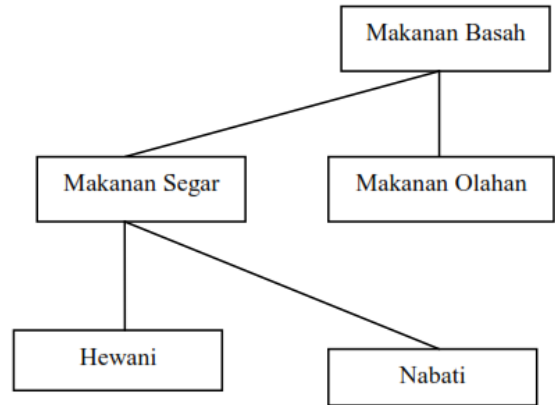 Makanan Basah
Makanan Segar
Makanan Olahan
Hewani
Nabati